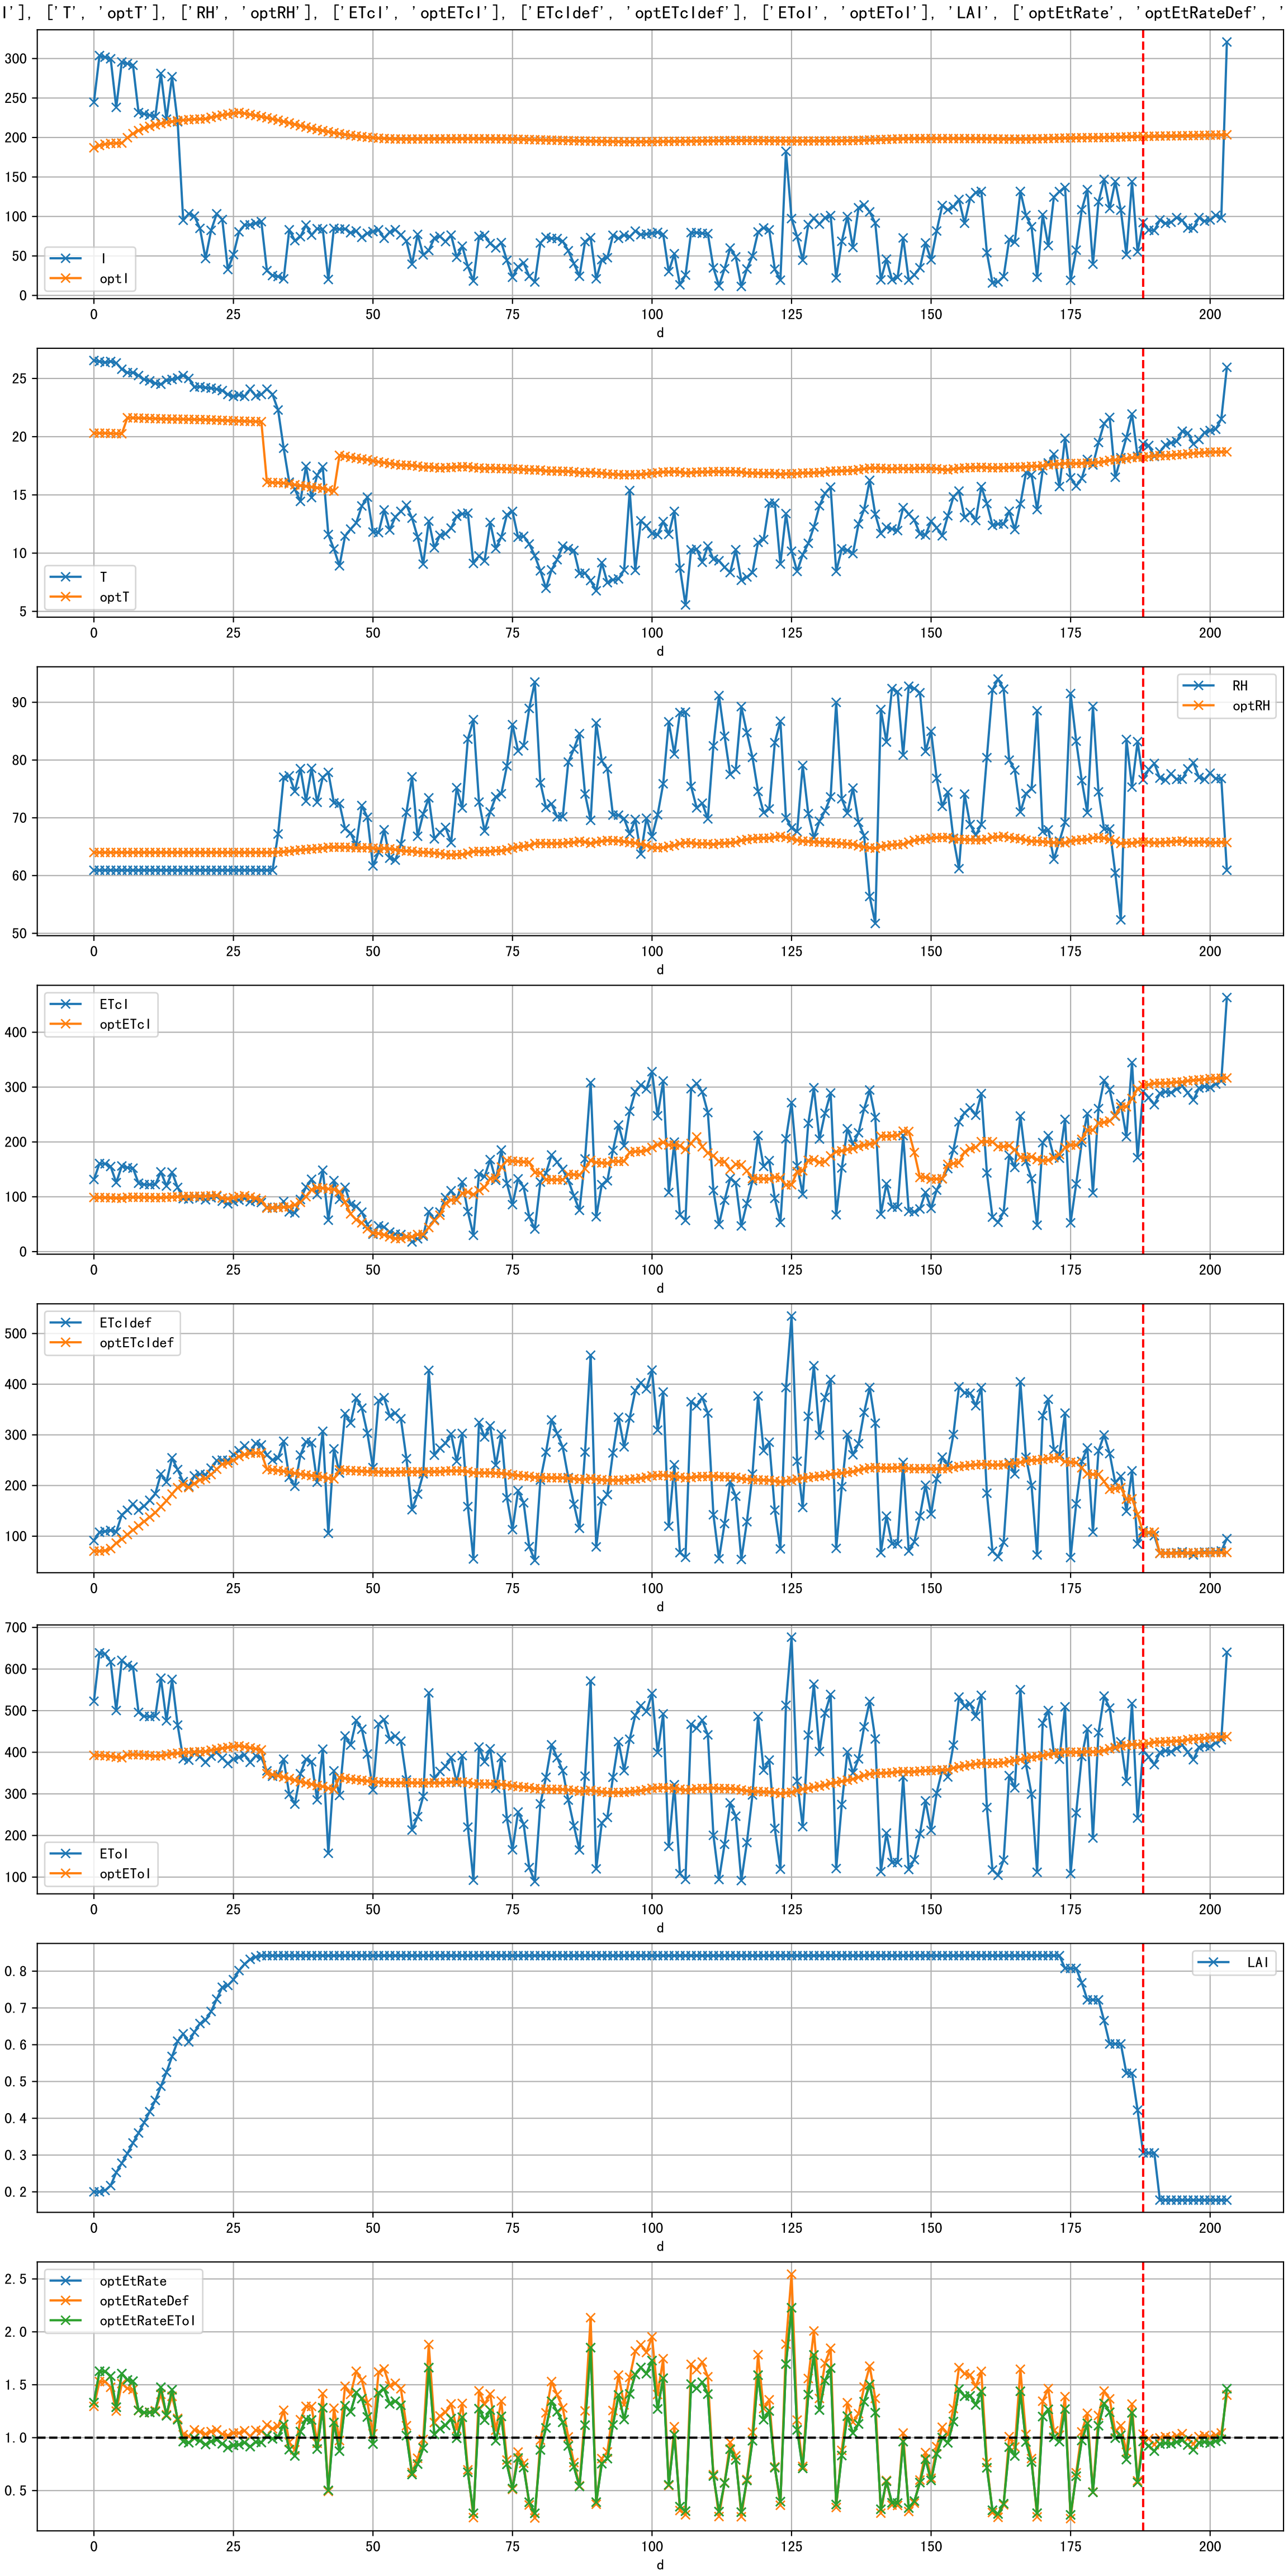 I'], ['T', 'optT'], ['RH', 'optRH'], ['ETcI', 'optETcI'], ['ETcIdef', 'optETcIdef'], ['EToI', 'optEToI'], 'LAI', ['optEtRate', 'optEtRateDef', '
300
250
200
150
100
50
0
I
optI
0 25 50 75 100 125 150 175 200
d
25
20
15
10
5
T
optT
0 25 50 75 100 125 150 175 200
d
90
80
70
60
50
RH
optRH
0 25 50 75 100 125 150 175 200
d
400
300
200
100
0
ETcI
optETcI
0 25 50 75 100 125 150 175 200
d
500
400
300
200
100
ETcIdef
optETcIdef
0 25 50 75 100 125 150 175 200
d
700
600
500
400
300
200
100
EToI
optEToI
0 25 50 75 100 125 150 175 200
d
0.8
0.7
0.6
0.5
0.4
0.3
0.2
LAI
0 25 50 75 100 125 150 175 200
d
2.5
2.0
1.5
1.0
0.5
optEtRate
optEtRateDef
optEtRateEToI
0 25 50 75 100 125 150 175 200
d